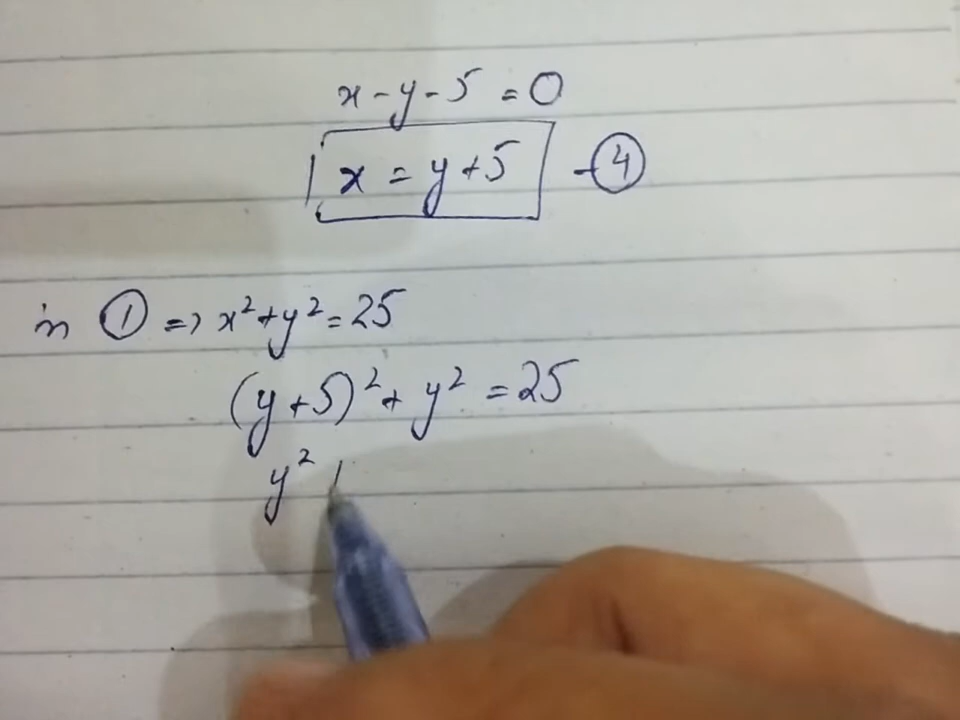 x - y - 5 = 0
x = y + 5 - ④
in ① => x² + y² = 25
(y + 5)² + y² = 25
y²